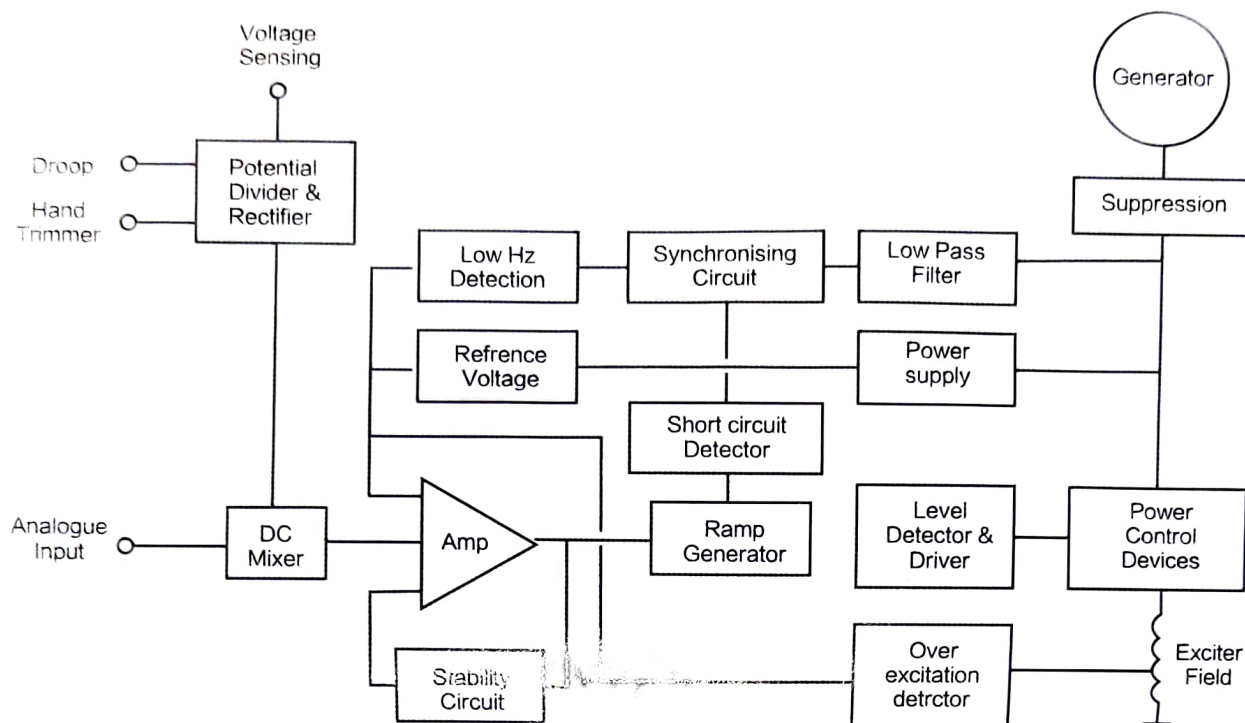 Voltage
Sensing
Generator
Droop
Hand
Trimmer
Potential
Divider &
Rectifier
Suppression
Low Hz
Detection
Synchronising
Circuit
Low Pass
Filter
Refrence
Voltage
Power
supply
Short circuit
Detector
Analogue
Input
DC
Mixer
Amp
Ramp
Generator
Level
Detector &
Driver
Power
Control
Devices
Stability
Circuit
Over
excitation
detrctor
Exciter
Field